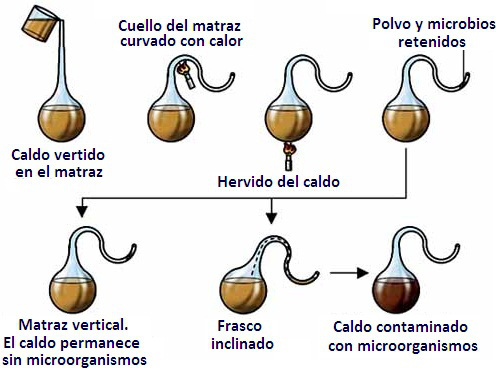 Caldo vertido
en el matraz
Cuello del matraz
curvado con calor
Hervido del caldo
Polvo y microbios
retenidos
Matraz vertical.
El caldo permanece
sin microorganismos
Frasco
inclinado
Caldo contaminado
con microorganismos